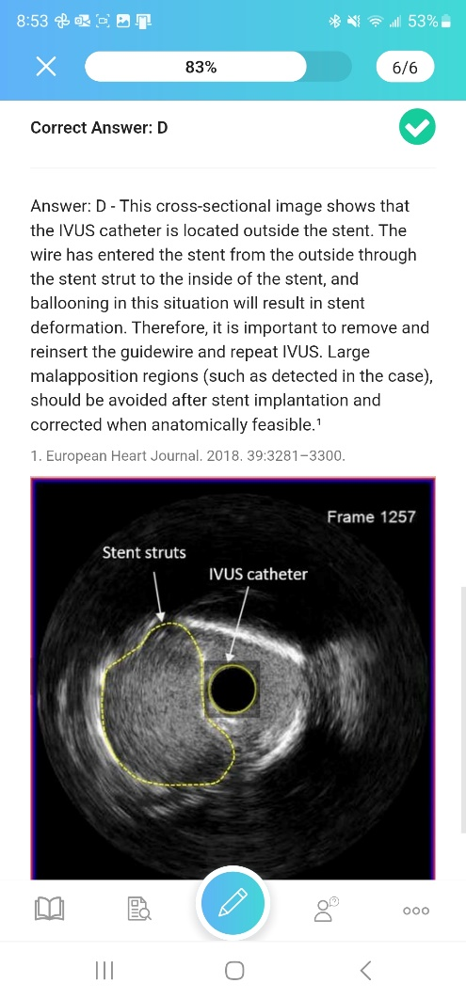 8:53
53%
83%
6/6
Correct Answer: D
Answer: D - This cross-sectional image shows that
the IVUS catheter is located outside the stent. The
wire has entered the stent from the outside through
the stent strut to the inside of the stent, and
ballooning in this situation will result in stent
deformation. Therefore, it is important to remove and
reinsert the guidewire and repeat IVUS. Large
malapposition regions (such as detected in the case),
should be avoided after stent implantation and
corrected when anatomically feasible.¹
1. European Heart Journal. 2018. 39:3281–3300.
Frame 1257
Stent struts
IVUS catheter